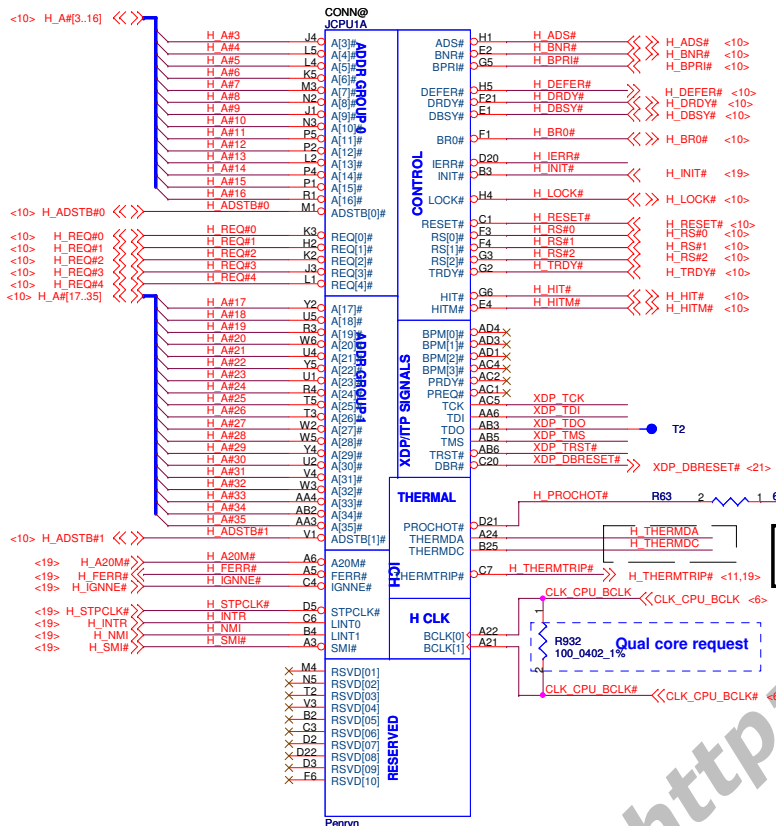 CONN@
JCPU1A
<10> H_A#[3..16]
H_A#3 J4 A[3]#
H_A#4 L5 A[4]#
H_A#5 L4 A[5]#
H_A#6 K5 A[6]#
H_A#7 M3 A[7]#
H_A#8 N2 A[8]#
H_A#9 J1 A[9]#
H_A#10 N3 A[10]#
H_A#11 P5 A[11]#
H_A#12 P2 A[12]#
H_A#13 L2 A[13]#
H_A#14 P4 A[14]#
H_A#15 P1 A[15]#
H_A#16 R1 A[16]#
<10> H_ADSTB#0 H_ADSTB#0 M1 ADSTB[0]#
<10> H_REQ#0 H_REQ#0 K3 REQ[0]#
<10> H_REQ#1 H_REQ#1 H2 REQ[1]#
<10> H_REQ#2 H_REQ#2 K2 REQ[2]#
<10> H_REQ#3 H_REQ#3 J3 REQ[3]#
<10> H_REQ#4 H_REQ#4 L1 REQ[4]#
<10> H_A#[17..35]
H_A#17 Y2 A[17]#
H_A#18 U5 A[18]#
H_A#19 R3 A[19]#
H_A#20 W6 A[20]#
H_A#21 U4 A[21]#
H_A#22 Y5 A[22]#
H_A#23 U1 A[23]#
H_A#24 R4 A[24]#
H_A#25 T5 A[25]#
H_A#26 T3 A[26]#
H_A#27 W2 A[27]#
H_A#28 W5 A[28]#
H_A#29 Y4 A[29]#
H_A#30 U2 A[30]#
H_A#31 V4 A[31]#
H_A#32 W3 A[32]#
H_A#33 AA4 A[33]#
H_A#34 AB2 A[34]#
H_A#35 AA3 A[35]#
<10> H_ADSTB#1 H_ADSTB#1 V1 ADSTB[1]#
<19> H_A20M# H_A20M# A6 A20M#
<19> H_FERR# H_FERR# A5 FERR#
<19> H_IGNNE# H_IGNNE# C4 IGNNE#
<19> H_STPCLK# H_STPCLK# D5 STPCLK#
<19> H_INTR H_INTR C6 LINT0
<19> H_NMI H_NMI B4 LINT1
<19> H_SMI# H_SMI# A3 SMI#
M4 RSVD[01]
N5 RSVD[02]
T2 RSVD[03]
V3 RSVD[04]
B2 RSVD[05]
C3 RSVD[06]
D2 RSVD[07]
D22 RSVD[08]
D3 RSVD[09]
F6 RSVD[10]
ADDR GROUP 0
ADDR GROUP 1
ICH
RESERVED
CONTROL
XDP/ITP SIGNALS
THERMAL
H CLK
ADS# H1 H_ADS# H_ADS# <10>
BNR# E2 H_BNR# H_BNR# <10>
BPRI# G5 H_BPRI# H_BPRI# <10>
DEFER# H5 H_DEFER# H_DEFER# <10>
DRDY# F21 H_DRDY# H_DRDY# <10>
DBSY# E1 H_DBSY# H_DBSY# <10>
BR0# F1 H_BR0# H_BR0# <10>
IERR# D20 H_IERR#
INIT# B3 H_INIT# H_INIT# <19>
LOCK# H4 H_LOCK# H_LOCK# <10>
RESET# C1 H_RESET# H_RESET# <10>
RS[0]# F3 H_RS#0 H_RS#0 <10>
RS[1]# F4 H_RS#1 H_RS#1 <10>
RS[2]# G3 H_RS#2 H_RS#2 <10>
TRDY# G2 H_TRDY# H_TRDY# <10>
HIT# G6 H_HIT# H_HIT# <10>
HITM# E4 H_HITM# H_HITM# <10>
BPM[0]# AD4
BPM[1]# AD3
BPM[2]# AD1
BPM[3]# AC4
PRDY# AC2
PREQ# AC1
TCK AC5 XDP_TCK
TDI AA6 XDP_TDI
TDO AB3 XDP_TDO T2
TMS AB5 XDP_TMS
TRST# AB6 XDP_TRST#
DBR# C20 XDP_DBRESET# XDP_DBRESET# <21>
H_PROCHOT# R63 2 1 6
PROCHOT# D21
THERMDA A24 H_THERMDA
THERMDC B25 H_THERMDC
THERMTRIP# C7 H_THERMTRIP# H_THERMTRIP# <11,19>
CLK_CPU_BCLK CLK_CPU_BCLK <6>
BCLK[0] A22
BCLK[1] A21
1
R932
100_0402_1%
2
Qual core request
CLK_CPU_BCLK# CLK_CPU_BCLK# <6
Penryn
http